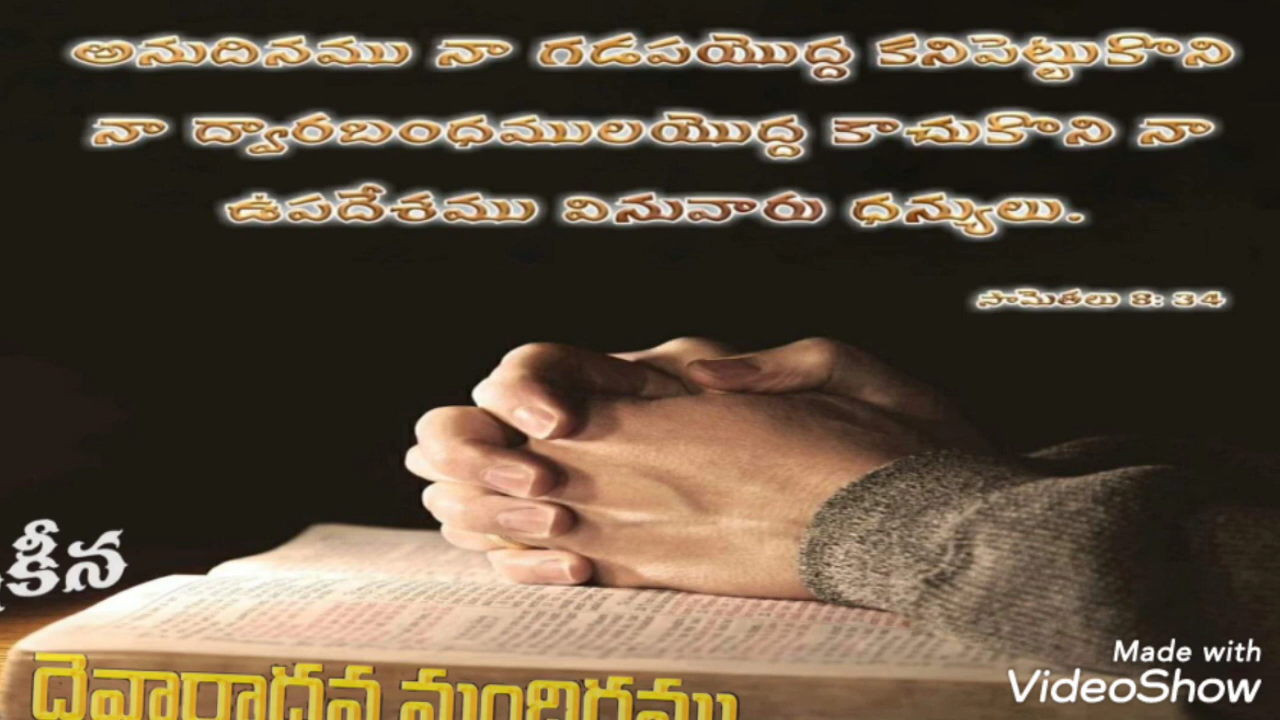 అనుదినము నా గడపయొద్ద కనిపెట్టుకొని
నా ద్వారబంధములయొద్ద కాచుకొని నా
ఉపదేశము వినువారు ధన్యులు.
సామెతలు 8: 34
దేవారాధన మందిరము
Made with
VideoShow